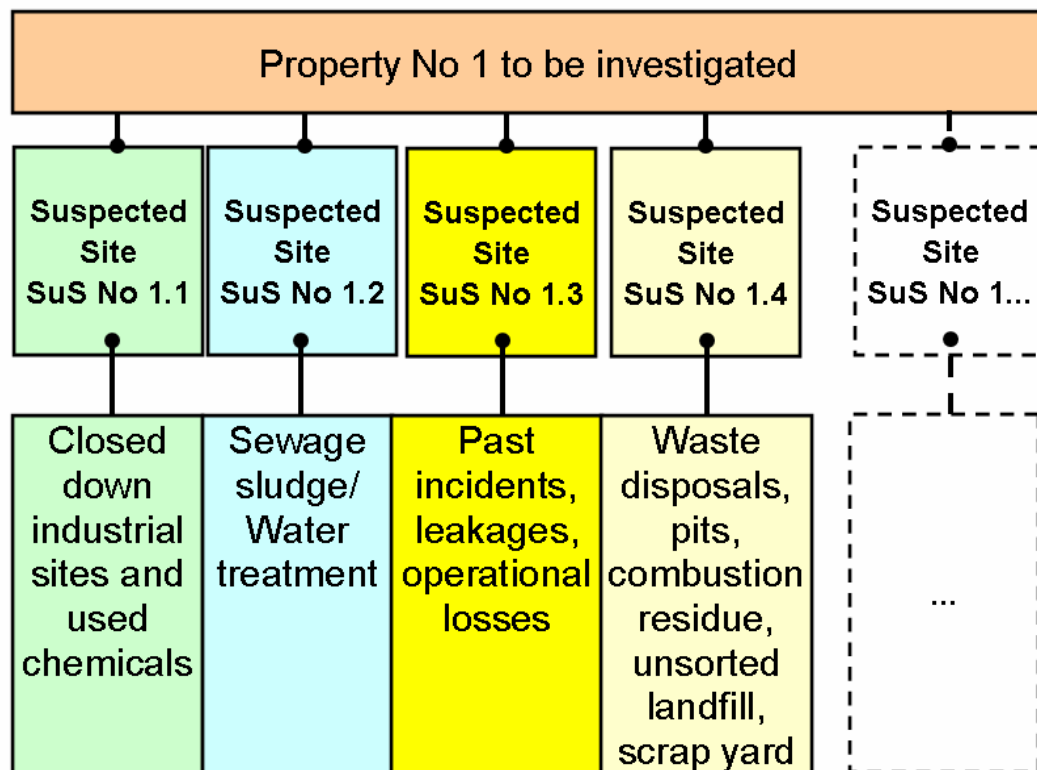 Property No 1 to be investigated
Suspected
Site
SuS No 1.1
Suspected
Site
SuS No 1.2
Suspected
Site
SuS No 1.3
Suspected
Site
SuS No 1.4
Suspected
Site
SuS No 1...
Closed
down
industrial
sites and
used
chemicals
Sewage
sludge/
Water
treatment
Past
incidents,
leakages,
operational
losses
Waste
disposals,
pits,
combustion
residue,
unsorted
landfill,
scrap yard
...